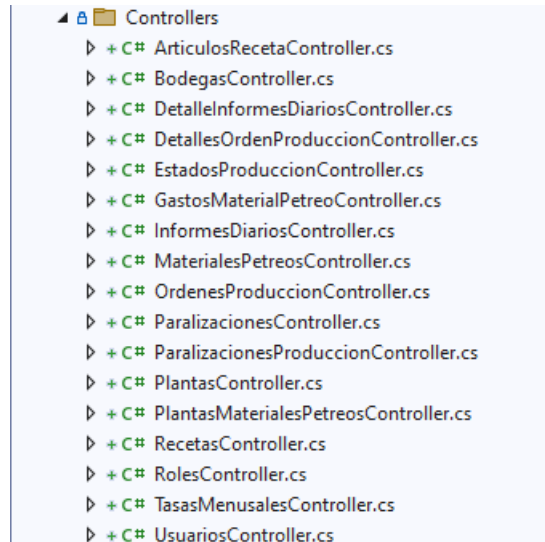 Controllers
+ C# ArticulosRecetaController.cs
+ C# BodegasController.cs
+ C# DetalleInformesDiariosController.cs
+ C# DetallesOrdenProduccionController.cs
+ C# EstadosProduccionController.cs
+ C# GastosMaterialPetreoController.cs
+ C# InformesDiariosController.cs
+ C# MaterialesPetreosController.cs
+ C# OrdenesProduccionController.cs
+ C# ParalizacionesController.cs
+ C# ParalizacionesProduccionController.cs
+ C# PlantasController.cs
+ C# PlantasMaterialesPetreosController.cs
+ C# RecetasController.cs
+ C# RolesController.cs
+ C# TasasMenusalesController.cs
+ C# UsuariosController.cs